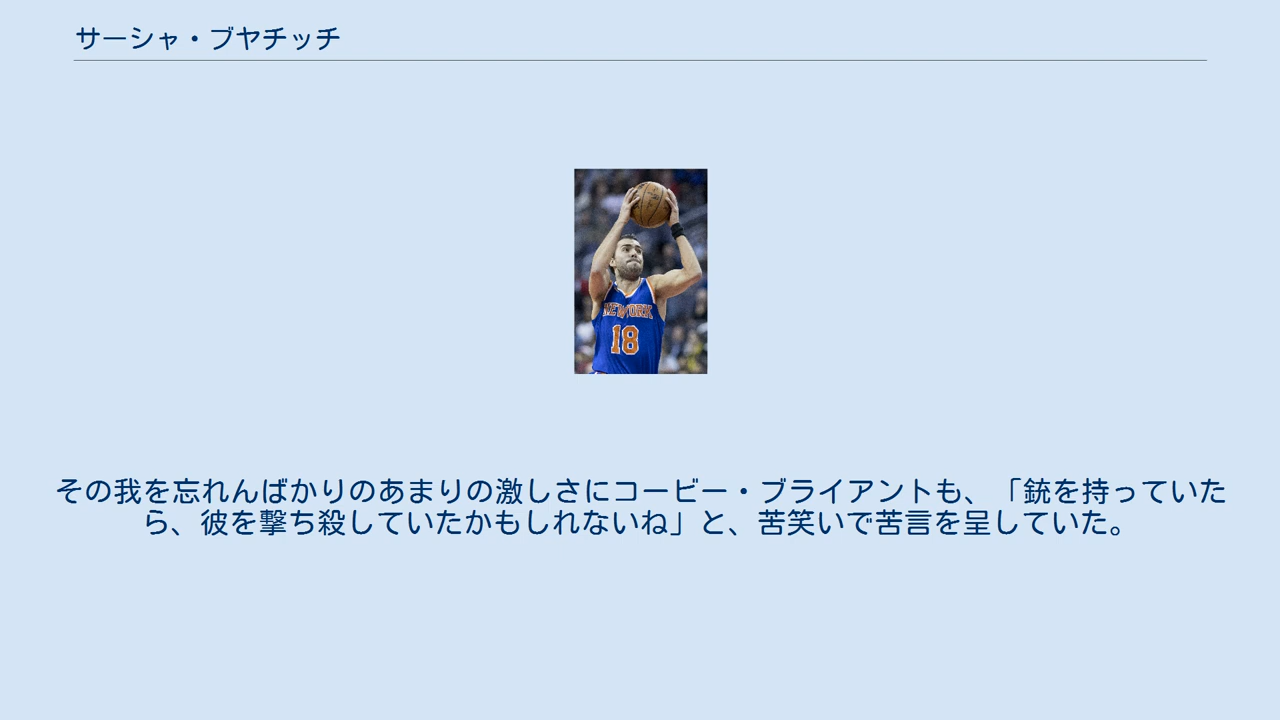 サーシャ・ブヤチッチ
NEW YORK
18
その我を忘れんばかりのあまりの激しさにコービー・ブライアントも、「銃を持っていた
ら、彼を撃ち殺していたかもしれないね」と、苦笑いで苦言を呈していた。